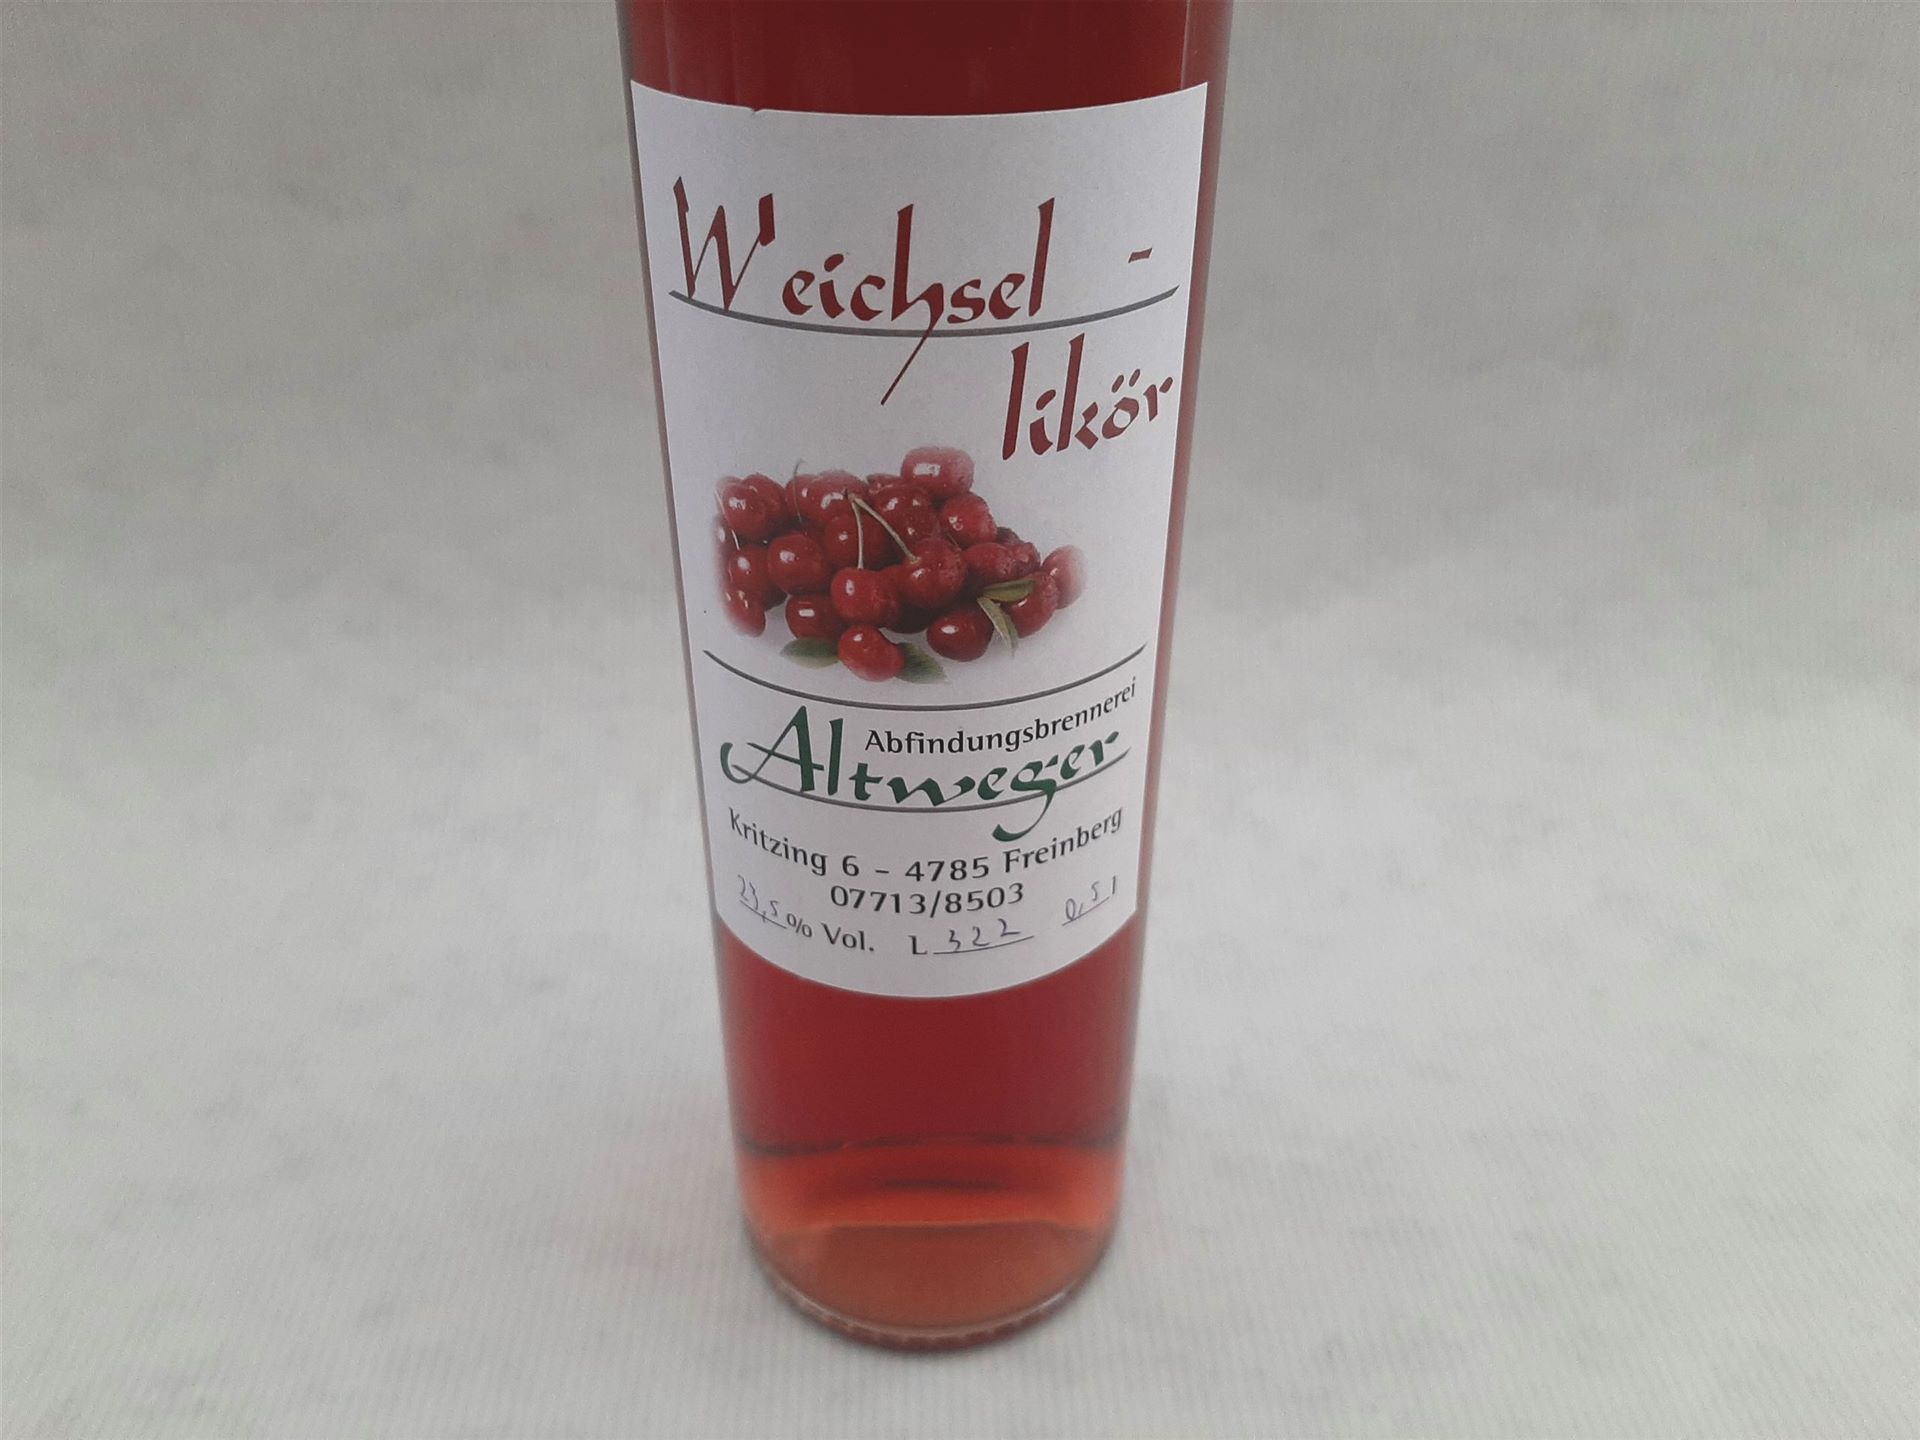 Weichsel -
likör
Abfindungsbrennerei
Altweger
Kritzing 6 - 4785 Freinberg
07713/8503
23,5 % Vol. L 322 0,5 l